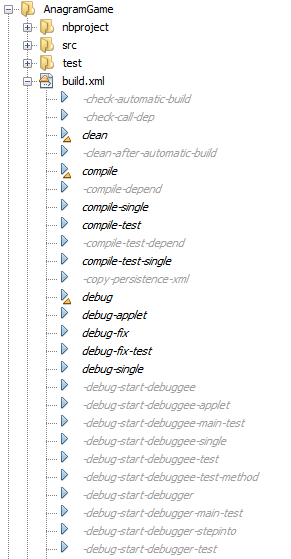 AnagramGame
nbproject
src
test
build.xml
-check-automatic-build
-check-call-dep
clean
-clean-after-automatic-build
compile
-compile-depend
compile-single
compile-test
-compile-test-depend
compile-test-single
-copy-persistence-xml
debug
debug-applet
debug-fix
debug-fix-test
debug-single
-debug-start-debuggee
-debug-start-debuggee-applet
-debug-start-debuggee-main-test
-debug-start-debuggee-single
-debug-start-debuggee-test
-debug-start-debuggee-test-method
-debug-start-debugger
-debug-start-debugger-main-test
-debug-start-debugger-stepinto
-debug-start-debugger-test